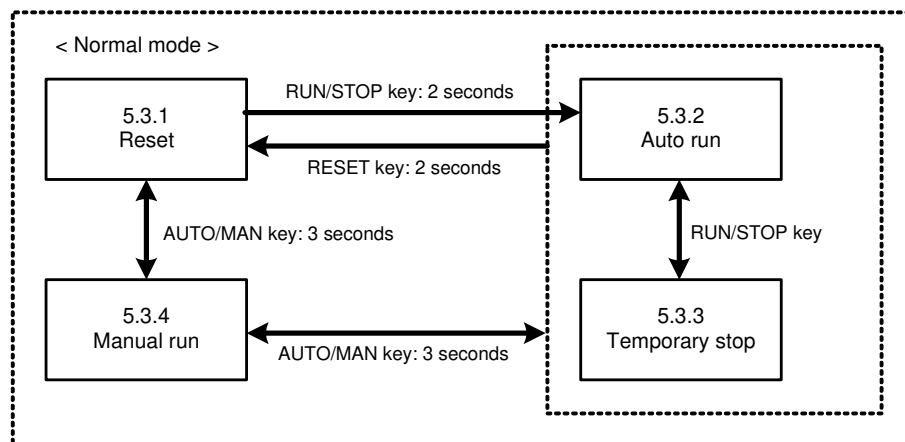 < Normal mode >
5.3.1
Reset
RUN/STOP key: 2 seconds
RESET key: 2 seconds
5.3.2
Auto run
AUTO/MAN key: 3 seconds
RUN/STOP key
5.3.4
Manual run
AUTO/MAN key: 3 seconds
5.3.3
Temporary stop